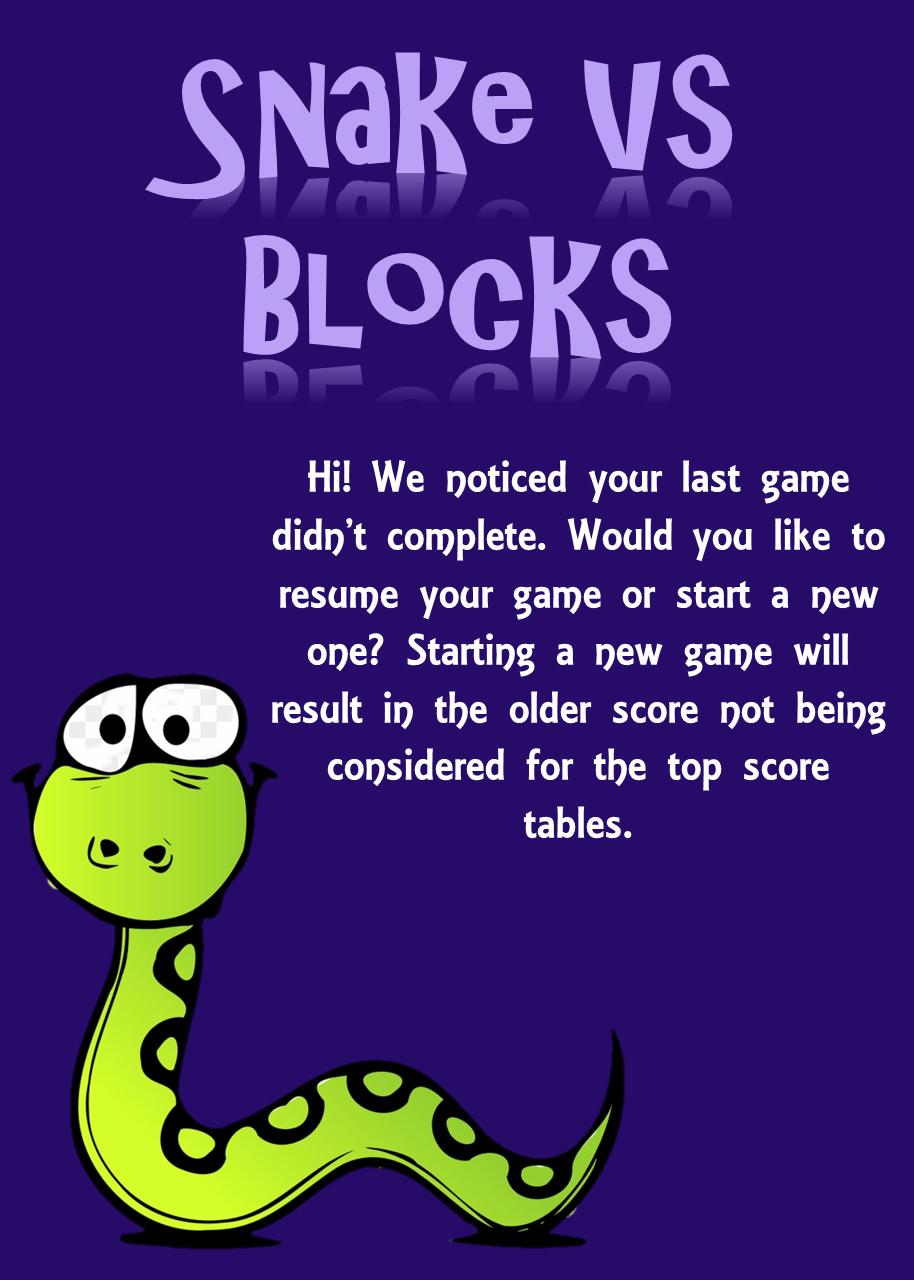 Snake vs
Blocks
Hi! We noticed your last game
didn't complete. Would you like to
resume your game or start a new
one? Starting a new game will
result in the older score not being
considered for the top score
tables.